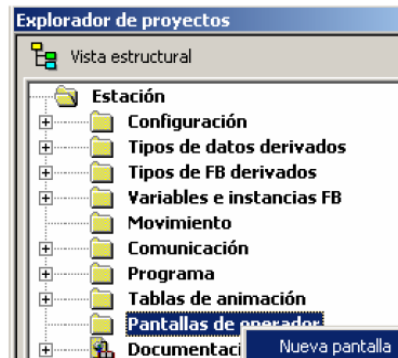 Explorador de proyectos
Vista estructural
Estación
Configuración
Tipos de datos derivados
Tipos de FB derivados
Variables e instancias FB
Movimiento
Comunicación
Programa
Tablas de animación
Pantallas de operador
Nueva pantalla
Documentaci